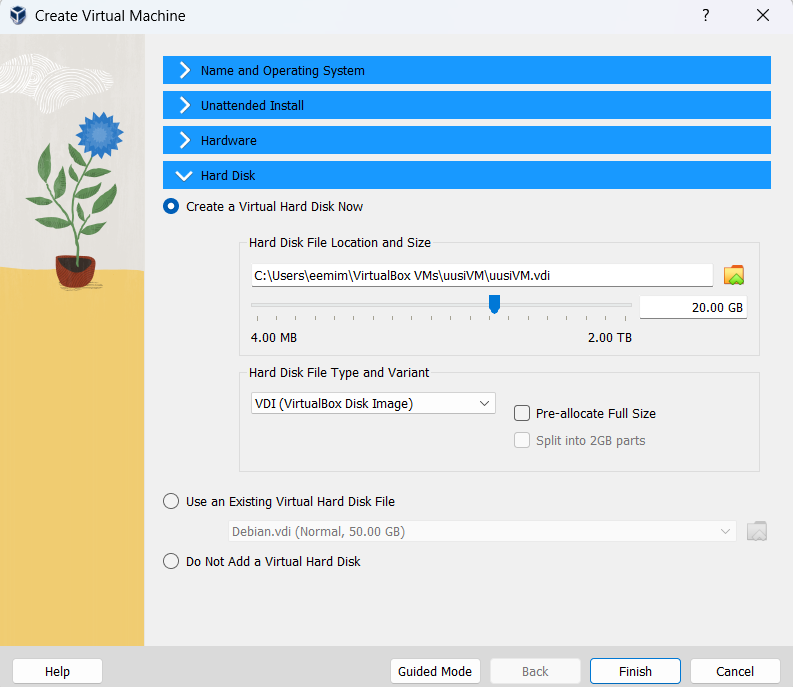 Create Virtual Machine
?
Name and Operating System
Unattended Install
Hardware
Hard Disk
Create a Virtual Hard Disk Now
Hard Disk File Location and Size
C:\Users\eemim\VirtualBox VMs\uusiVM\uusiVM.vdi
20.00 GB
4.00 MB 2.00 TB
Hard Disk File Type and Variant
VDI (VirtualBox Disk Image)
Pre-allocate Full Size
Split into 2GB parts
Use an Existing Virtual Hard Disk File
Debian.vdi (Normal, 50.00 GB)
Do Not Add a Virtual Hard Disk
Help Guided Mode Back Finish Cancel